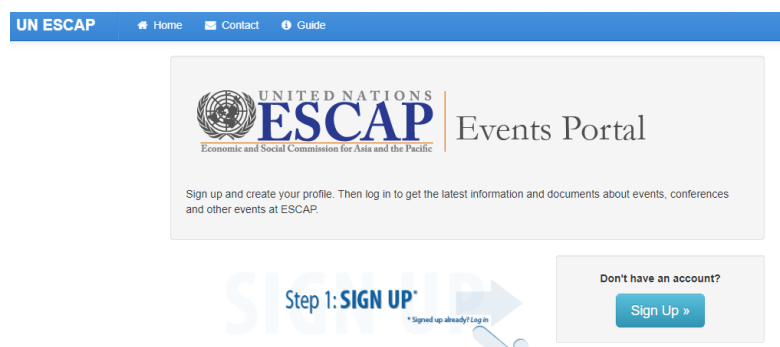 UN ESCAP Home Contact Guide
UNITED NATIONS
ESCAP
Economic and Social Commission for Asia and the Pacific
Events Portal
Sign up and create your profile. Then log in to get the latest information and documents about events, conferences
and other events at ESCAP.
SIGN UP
Step 1: SIGN UP*
* Signed up already? Log in
Don't have an account?
Sign Up »